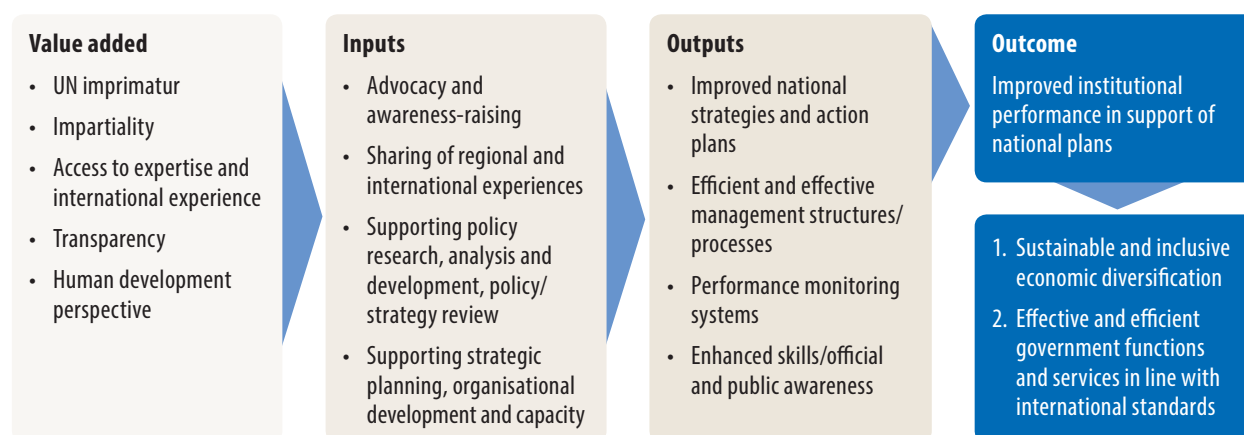 Value added
• UN imprimatur
• Impartiality
• Access to expertise and
international experience
• Transparency
• Human development
perspective
Inputs
• Advocacy and
awareness-raising
• Sharing of regional and
international experiences
• Supporting policy
research, analysis and
development, policy/
strategy review
• Supporting strategic
planning, organisational
development and capacity
Outputs
• Improved national
strategies and action
plans
• Efficient and effective
management structures/
processes
• Performance monitoring
systems
• Enhanced skills/official
and public awareness
Outcome
Improved institutional
performance in support of
national plans
1. Sustainable and inclusive
economic diversification
2. Effective and efficient
government functions
and services in line with
international standards